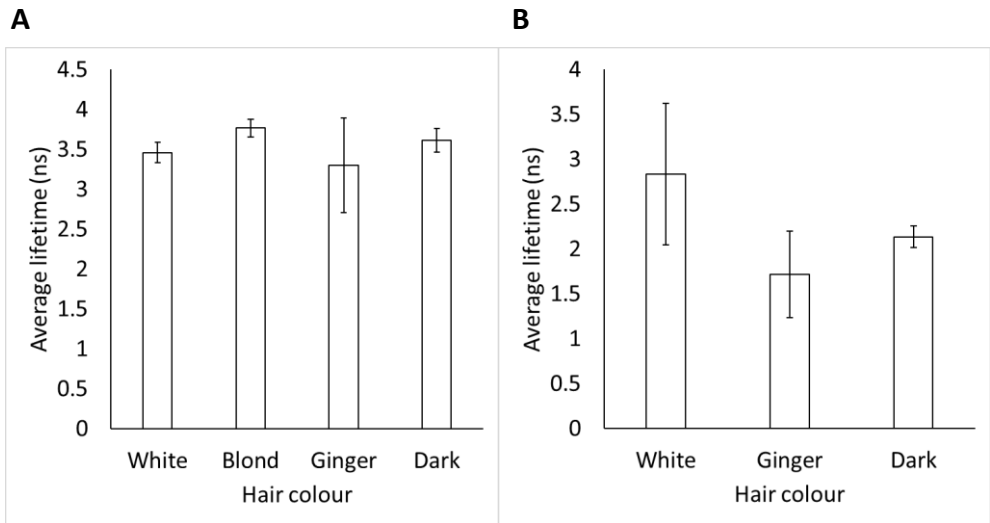 A
Average lifetime (ns)
4.5
4
3.5
3
2.5
2
1.5
1
0.5
0
White Blond Ginger Dark
Hair colour
B
Average lifetime (ns)
4
3.5
3
2.5
2
1.5
1
0.5
0
White Ginger Dark
Hair colour